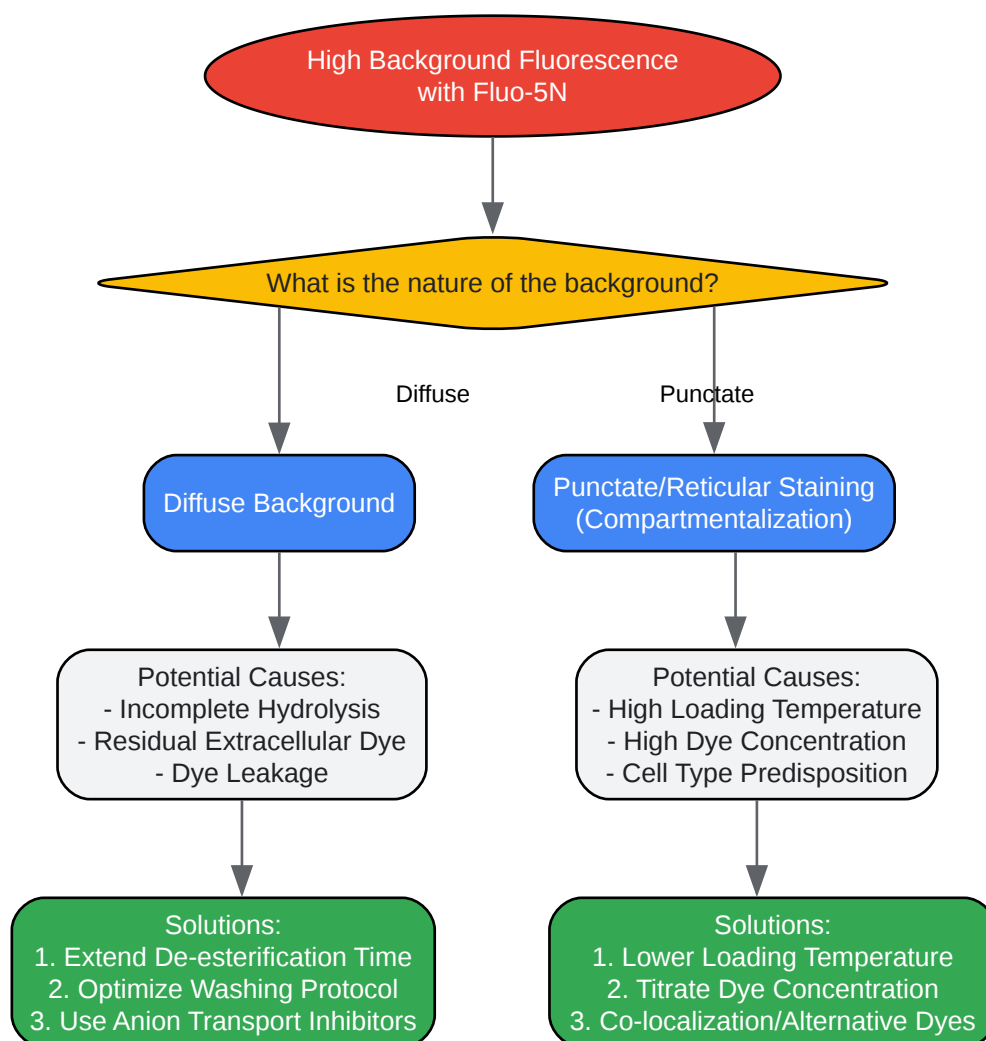 High Background Fluorescence
with Fluo-5N
What is the nature of the background?
Diffuse
Punctate
Diffuse Background
Punctate/Reticular Staining
(Compartmentalization)
Potential Causes:
- Incomplete Hydrolysis
- Residual Extracellular Dye
- Dye Leakage
Potential Causes:
- High Loading Temperature
- High Dye Concentration
- Cell Type Predisposition
Solutions:
1. Extend De-esterification Time
2. Optimize Washing Protocol
3. Use Anion Transport Inhibitors
Solutions:
1. Lower Loading Temperature
2. Titrate Dye Concentration
3. Co-localization/Alternative Dyes